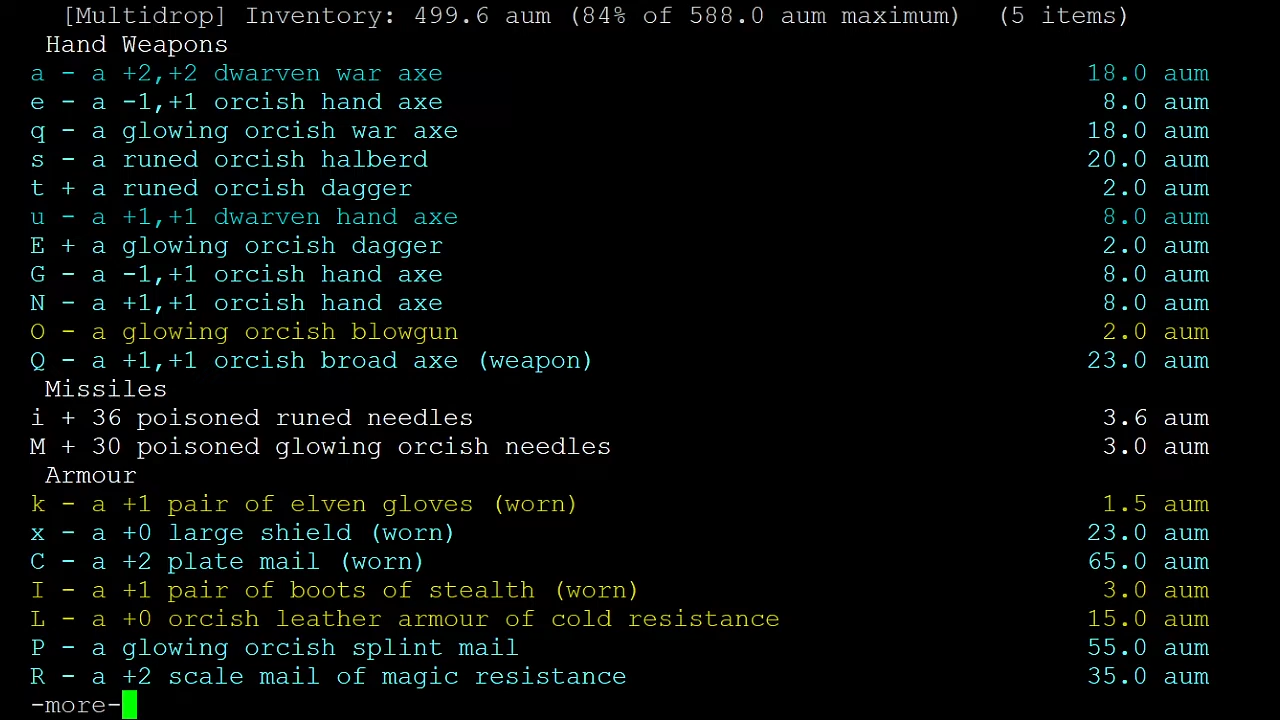 [Multidrop] Inventory: 499.6 aum (84% of 588.0 aum maximum)  (5 items)
Hand Weapons
a - a +2,+2 dwarven war axe 18.0 aum
e - a -1,+1 orcish hand axe 8.0 aum
q - a glowing orcish war axe 18.0 aum
s - a runed orcish halberd 20.0 aum
t + a runed orcish dagger 2.0 aum
u - a +1,+1 dwarven hand axe 8.0 aum
E + a glowing orcish dagger 2.0 aum
G - a -1,+1 orcish hand axe 8.0 aum
N - a +1,+1 orcish hand axe 8.0 aum
O - a glowing orcish blowgun 2.0 aum
Q - a +1,+1 orcish broad axe (weapon) 23.0 aum
Missiles
i + 36 poisoned runed needles 3.6 aum
M + 30 poisoned glowing orcish needles 3.0 aum
Armour
k - a +1 pair of elven gloves (worn) 1.5 aum
x - a +0 large shield (worn) 23.0 aum
C - a +2 plate mail (worn) 65.0 aum
I - a +1 pair of boots of stealth (worn) 3.0 aum
L - a +0 orcish leather armour of cold resistance 15.0 aum
P - a glowing orcish splint mail 55.0 aum
R - a +2 scale mail of magic resistance 35.0 aum
-more-